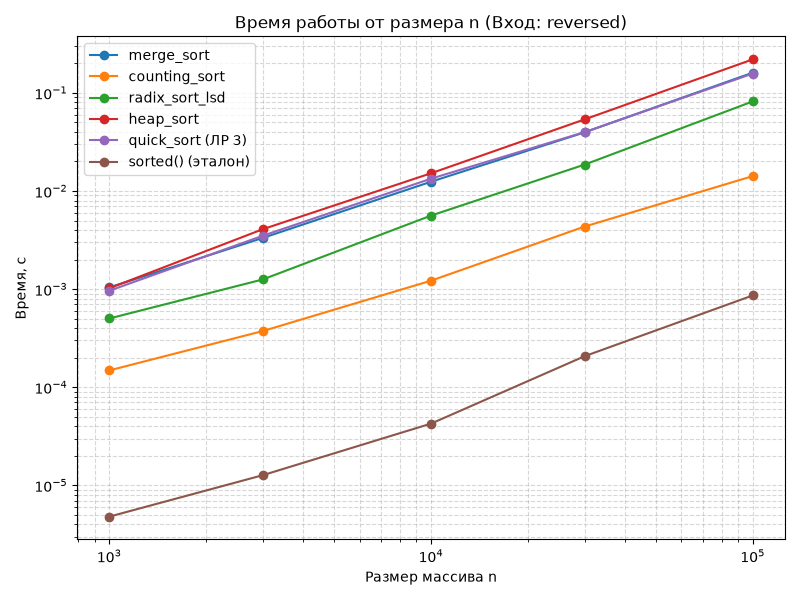 Время работы от размера n (Вход: reversed)
merge_sort
counting_sort
radix_sort_lsd
heap_sort
quick_sort (ЛР 3)
sorted() (эталон)
Время, с
10⁻¹
10⁻²
10⁻³
10⁻⁴
10⁻⁵
10³
10⁴
10⁵
Размер массива n